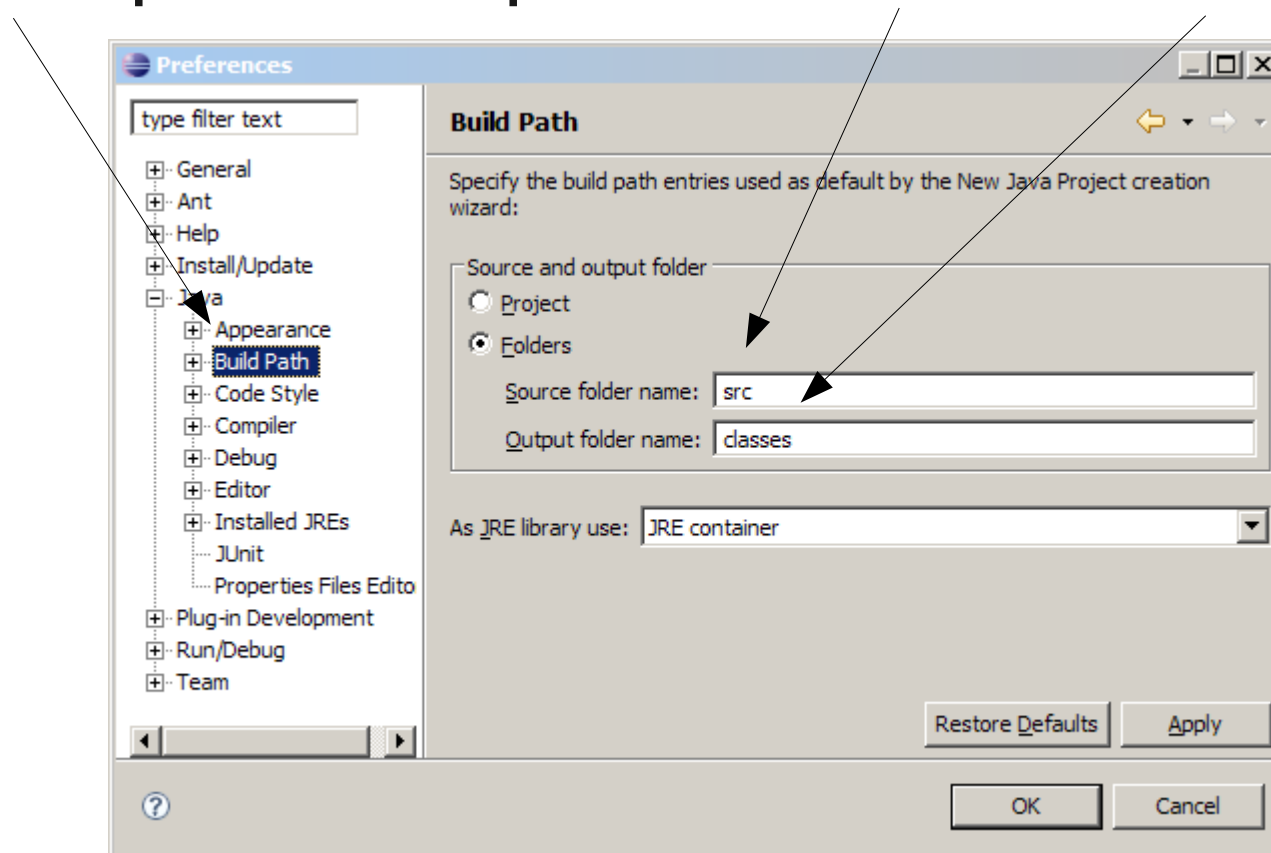 Preferences
type filter text
Build Path
General
Ant
Help
Install/Update
Java
Appearance
Build Path
Code Style
Compiler
Debug
Editor
Installed JREs
JUnit
Properties Files Edito
Plug-in Development
Run/Debug
Team
Specify the build path entries used as default by the New Java Project creation
wizard:
Source and output folder
Project
Folders
Source folder name: src
Output folder name: classes
As JRE library use: JRE container
Restore Defaults
Apply
?
OK
Cancel